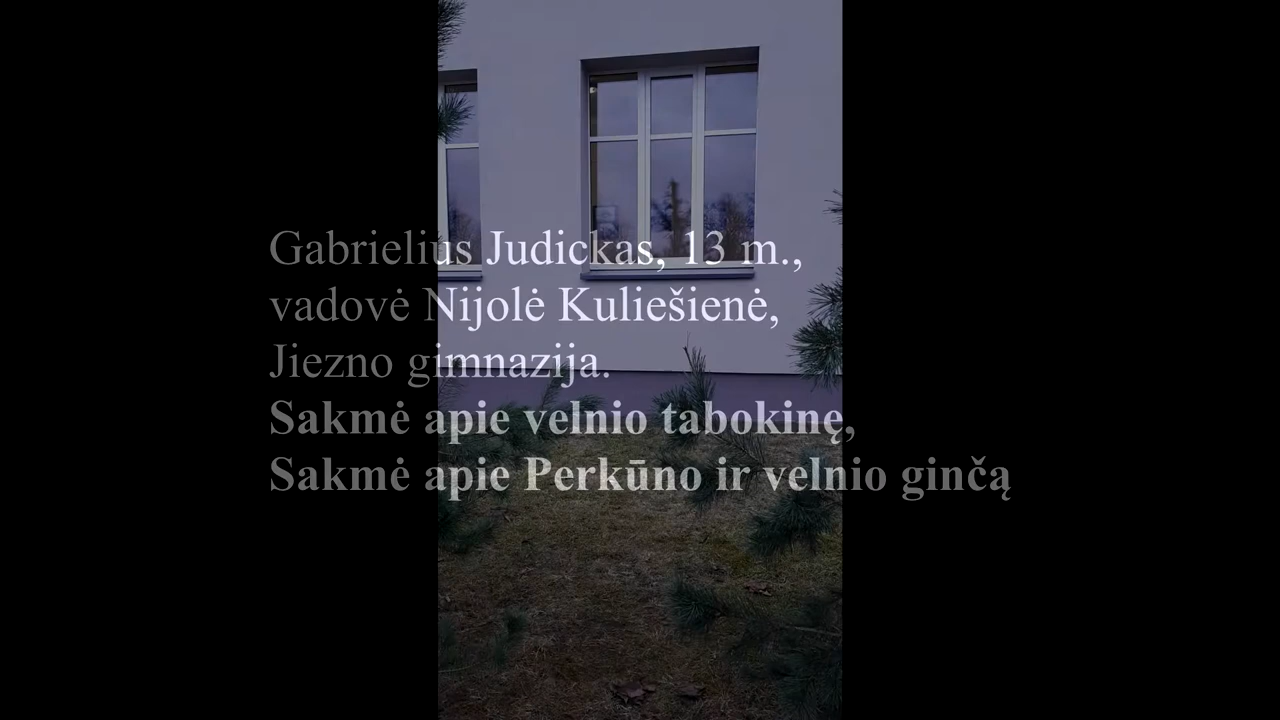 Gabrielius Judickas, 13 m.,
vadovė Nijolė Kuliešienė,
Jiezno gimnazija.
Sakmė apie velnio tabokinę,
Sakmė apie Perkūno ir velnio ginčą